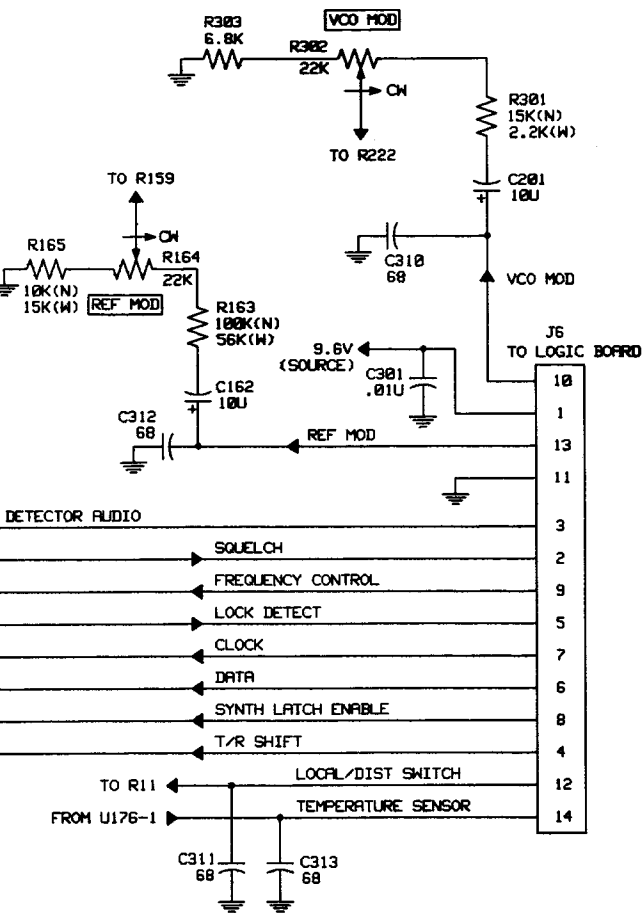 R303
6.8K
VCO MOD
R302
22K
CW
TO R222
R301
15K(N)
2.2K(W)
C201
+ 10U
TO R159
CW
R165
R164
22K
10K(N)
15K(W)
REF MOD
C310
68
VCO MOD
R163
100K(N)
56K(W)
J6
TO LOGIC BOARD
9.6V
(SOURCE)
C301
.01U
C162
+ 10U
C312
68
10
1
REF MOD
13
11
DETECTOR AUDIO
3
SQUELCH
2
FREQUENCY CONTROL
9
LOCK DETECT
5
CLOCK
7
DATA
6
SYNTH LATCH ENABLE
8
T/R SHIFT
4
TO R11
LOCAL/DIST SWITCH
12
FROM U176-1
TEMPERATURE SENSOR
14
C311
68
C313
68